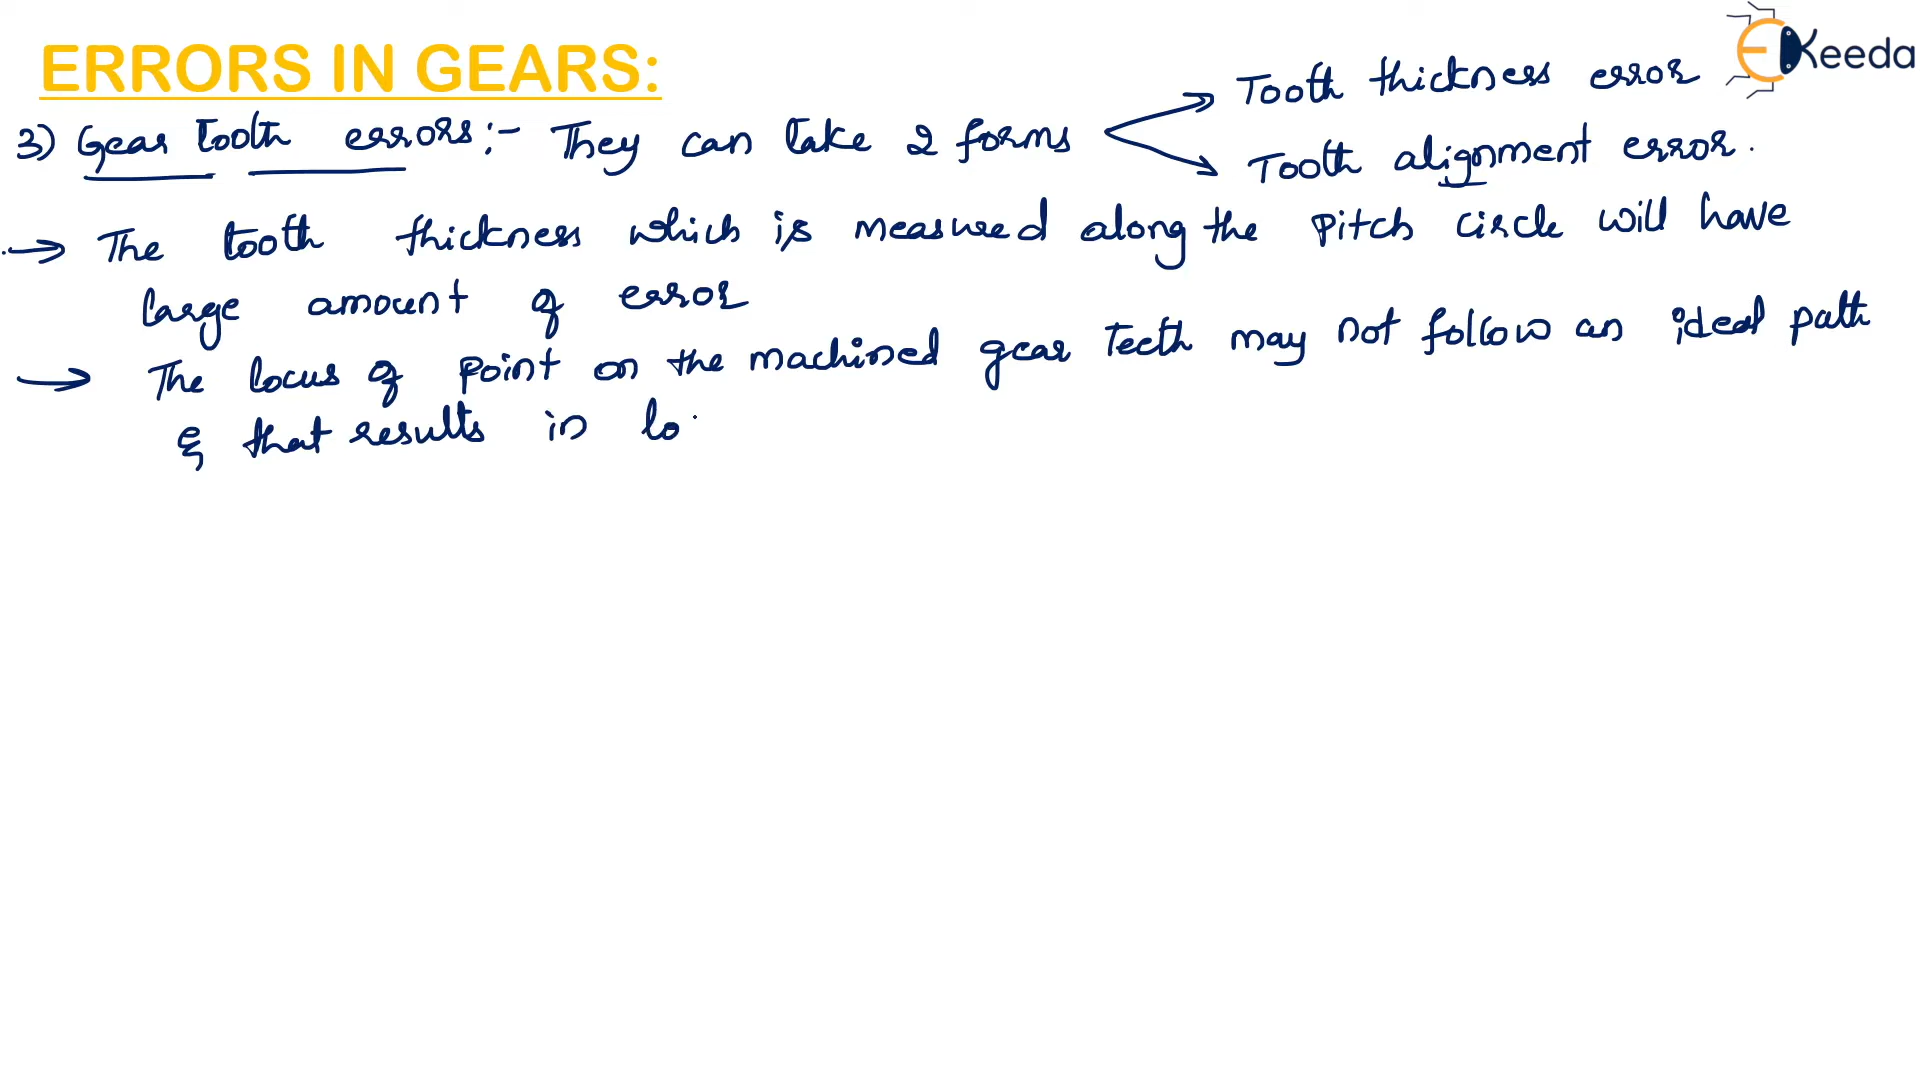 ERRORS IN GEARS:
EKeeda
3) Gear tooth errors:- They can take 2 forms
Tooth thickness error
Tooth alignment error.
→ The tooth thickness which is measured along the pitch circle will have
large amount of error
→ The locus of point on the machined gear teeth may not follow an ideal path
& that results in lo